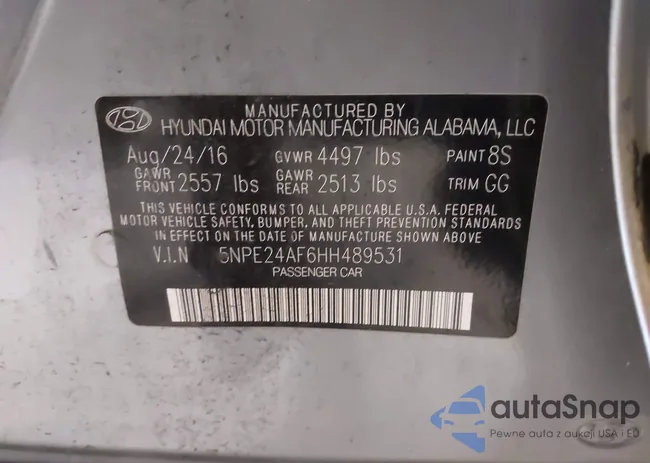 MANUFACTURED BY
HYUNDAI MOTOR MANUFACTURING ALABAMA, LLC
Aug/24/16 GVWR 4497 lbs PAINT 8S
GAWR FRONT 2557 lbs GAWR REAR 2513 lbs TRIM GG
THIS VEHICLE CONFORMS TO ALL APPLICABLE U.S.A. FEDERAL
MOTOR VEHICLE SAFETY, BUMPER, AND THEFT PREVENTION STANDARDS
IN EFFECT ON THE DATE OF MANUFACTURE SHOWN ABOVE
V.I.N 5NPE24AF6HH489531
PASSENGER CAR
autaSnap
Pewne auta z aukcji USA i EU